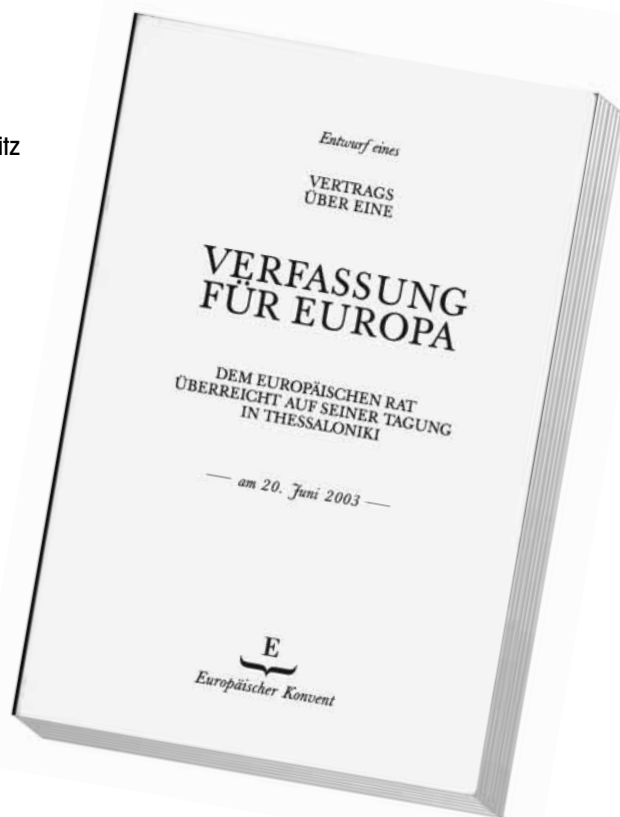 itz
Entwurf eines
VERTRAGS
ÜBER EINE
VERFASSUNG
FÜR EUROPA
DEM EUROPÄISCHEN RAT
ÜBERREICHT AUF SEINER TAGUNG
IN THESSALONIKI
— am 20. Juni 2003 —
E
Europäischer Konvent